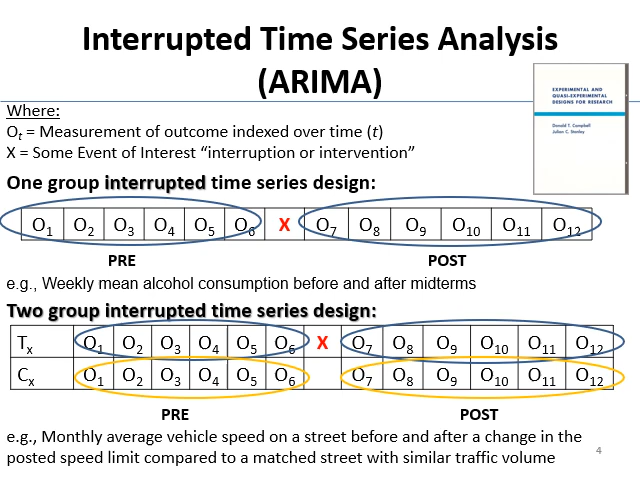 Interrupted Time Series Analysis
(ARIMA)
EXPERIMENTAL AND
QUASI-EXPERIMENTAL
DESIGNS FOR RESEARCH
Donald T. Campbell
Julian C. Stanley
Where:
Ot = Measurement of outcome indexed over time (t)
X = Some Event of Interest “interruption or intervention”
One group interrupted time series design:
O1 O2 O3 O4 O5 O6 X O7 O8 O9 O10 O11 O12
PRE POST
e.g., Weekly mean alcohol consumption before and after midterms
Two group interrupted time series design:
Tx O1 O2 O3 O4 O5 O6 X O7 O8 O9 O10 O11 O12
Cx O1 O2 O3 O4 O5 O6 O7 O8 O9 O10 O11 O12
PRE POST
e.g., Monthly average vehicle speed on a street before and after a change in the
posted speed limit compared to a matched street with similar traffic volume
4